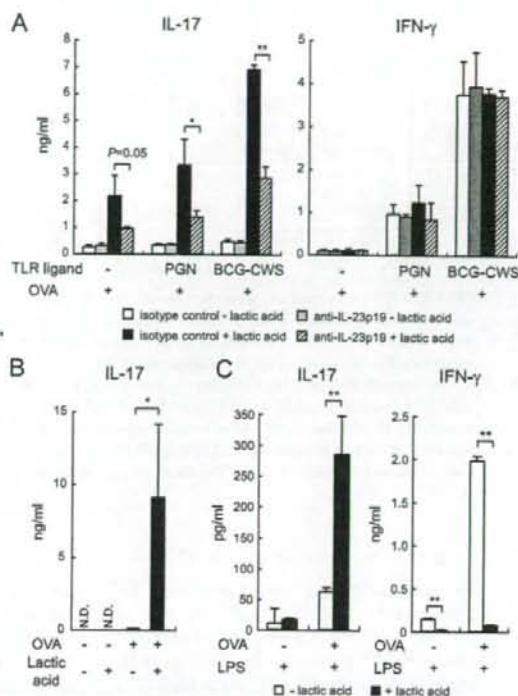 A
IL-17
IFN-γ
ng/ml
8
7
6
5
4
3
2
1
0
P=0.05
*
**
5
4
3
2
1
0
TLR ligand - PGN BCG-CWS - PGN BCG-CWS
OVA + + + + + +
isotype control - lactic acid anti-IL-23p19 - lactic acid
isotype control + lactic acid anti-IL-23p19 + lactic acid
B
IL-17
ng/ml
15
10
5
0
N.D.
N.D.
*
OVA - - + +
Lactic acid - + - +
C
IL-17
IFN-γ
pg/ml
350
300
250
200
150
100
50
0
**
ng/ml
2.5
2.0
1.5
1.0
0.5
0
**
**
OVA - + OVA - +
LPS + + LPS + +
- lactic acid + lactic acid